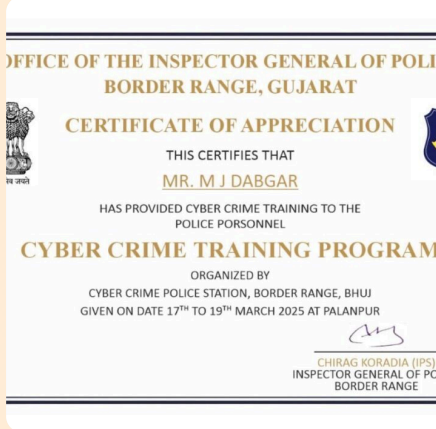 OFFICE OF THE INSPECTOR GENERAL OF POLI
BORDER RANGE, GUJARAT
CERTIFICATE OF APPRECIATION
THIS CERTIFIES THAT
MR. M J DABGAR
HAS PROVIDED CYBER CRIME TRAINING TO THE
POLICE PORSONNEL
CYBER CRIME TRAINING PROGRAM
ORGANIZED BY
CYBER CRIME POLICE STATION, BORDER RANGE, BHUJ
GIVEN ON DATE 17TH TO 19TH MARCH 2025 AT PALANPUR
CHIRAG KORADIA (IPS)
INSPECTOR GENERAL OF PO
BORDER RANGE